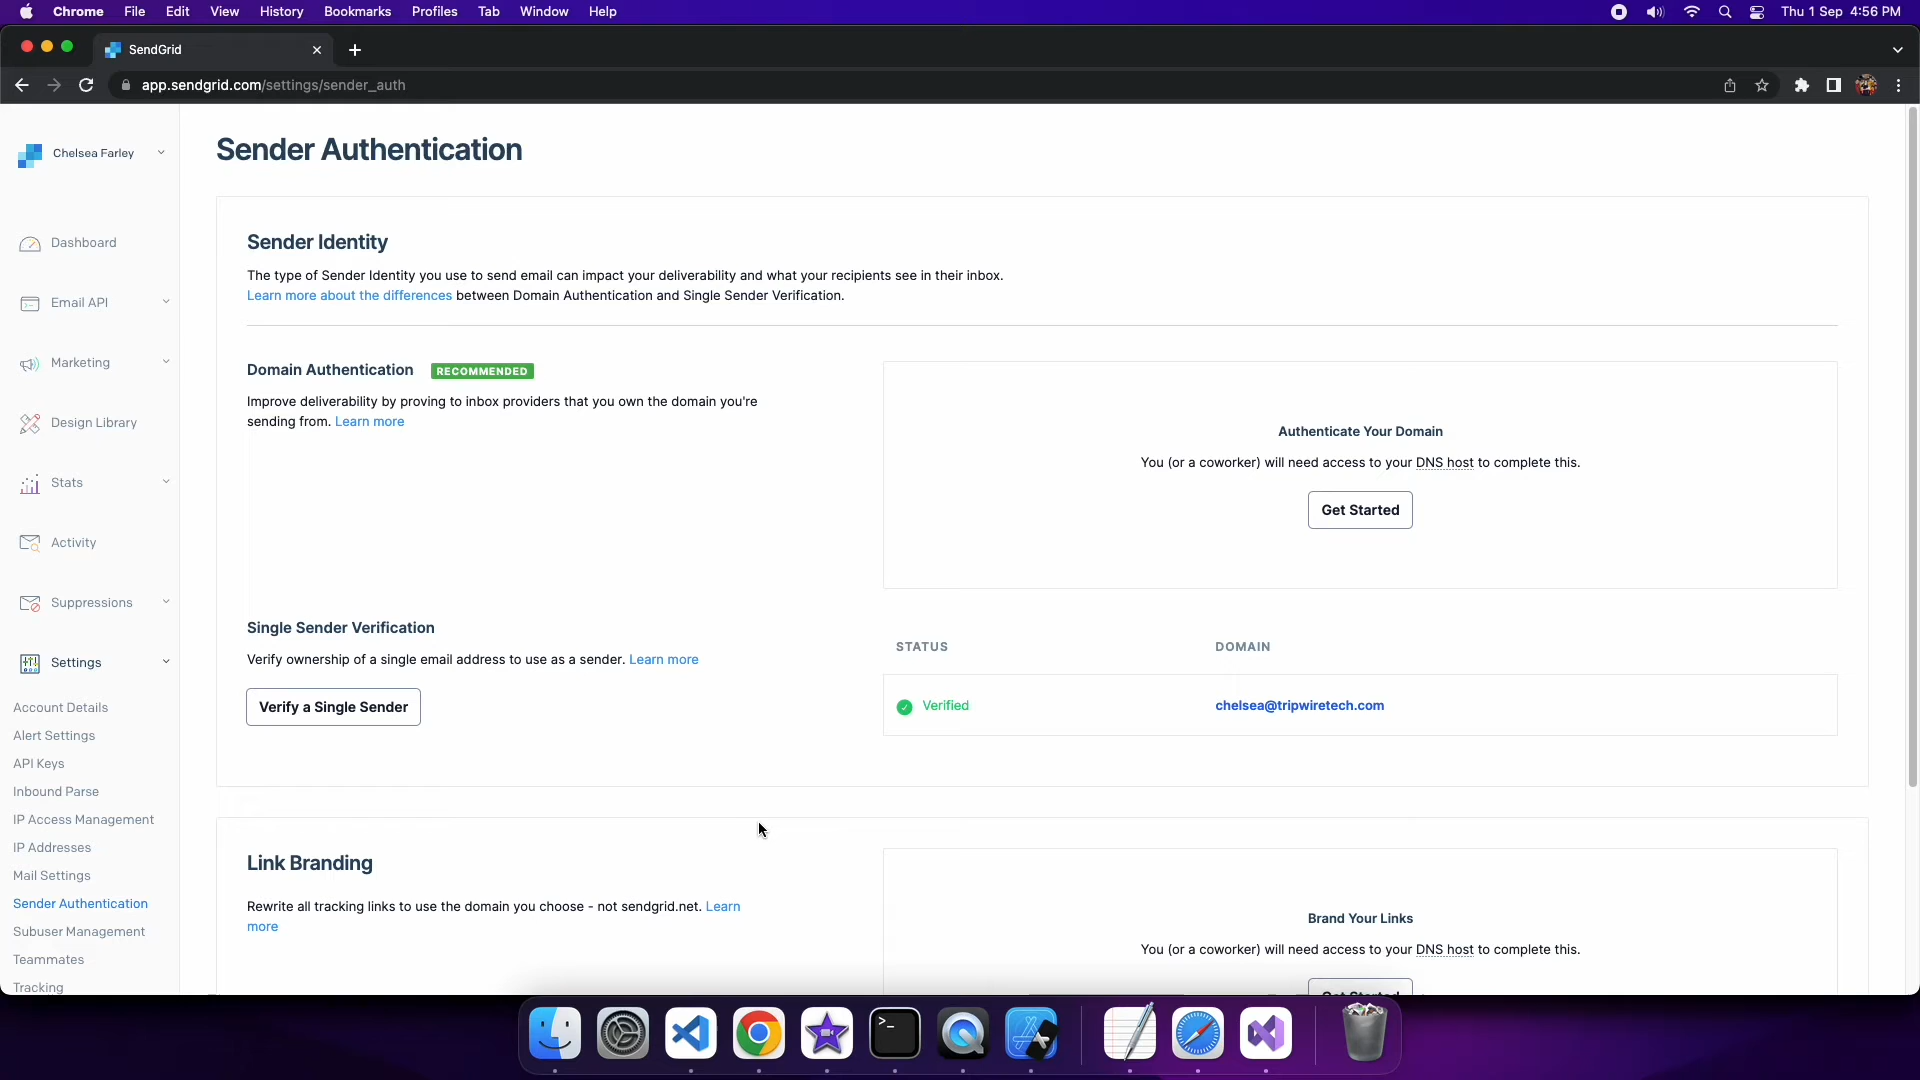 Chrome File Edit View History Bookmarks Profiles Tab Window Help Thu 1 Sep 4:56 PM
SendGrid
app.sendgrid.com/settings/sender_auth
Chelsea Farley
Dashboard
Email API
Marketing
Design Library
Stats
Activity
Suppressions
Settings
Account Details
Alert Settings
API Keys
Inbound Parse
IP Access Management
IP Addresses
Mail Settings
Sender Authentication
Subuser Management
Teammates
Tracking
Sender Authentication
Sender Identity
The type of Sender Identity you use to send email can impact your deliverability and what your recipients see in their inbox.
Learn more about the differences between Domain Authentication and Single Sender Verification.
Domain Authentication RECOMMENDED
Improve deliverability by proving to inbox providers that you own the domain you're
sending from. Learn more
Authenticate Your Domain
You (or a coworker) will need access to your DNS host to complete this.
Get Started
Single Sender Verification
Verify ownership of a single email address to use as a sender. Learn more
Verify a Single Sender
STATUS DOMAIN
Verified chelsea@tripwiretech.com
Link Branding
Rewrite all tracking links to use the domain you choose - not sendgrid.net. Learn
more
Brand Your Links
You (or a coworker) will need access to your DNS host to complete this.
Get Started